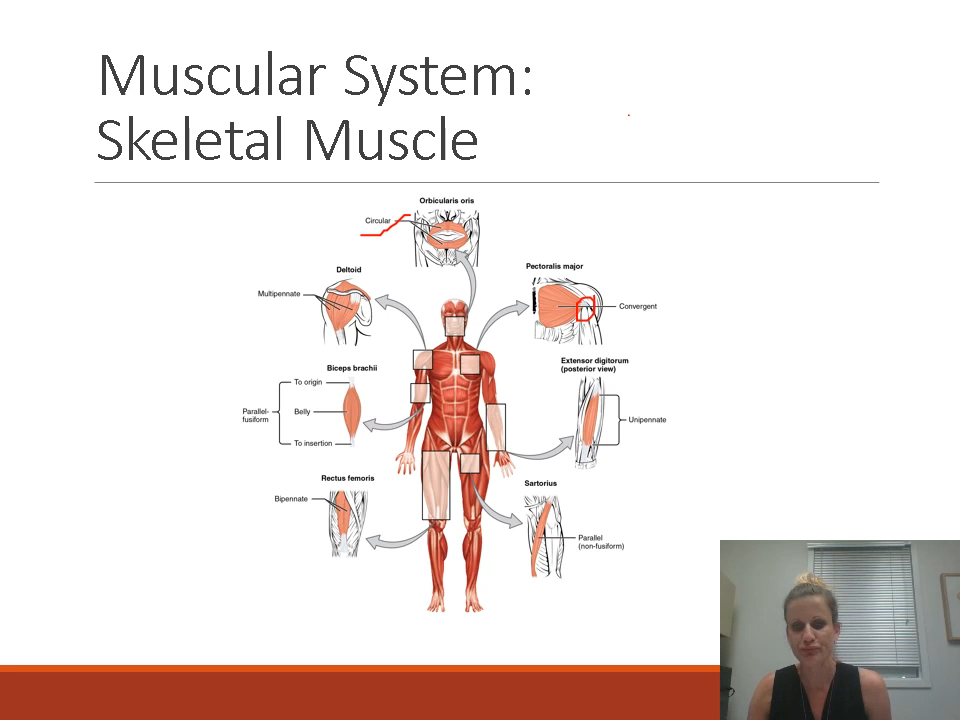 Muscular System:
Skeletal Muscle
Orbicularis oris
Circular
Deltoid
Multipennate
Pectoralis major
Convergent
Biceps brachii
To origin
Parallel-
fusiform
Belly
To insertion
Extensor digitorum
(posterior view)
Unipennate
Rectus femoris
Bipennate
Sartorius
Parallel
(non-fusiform)